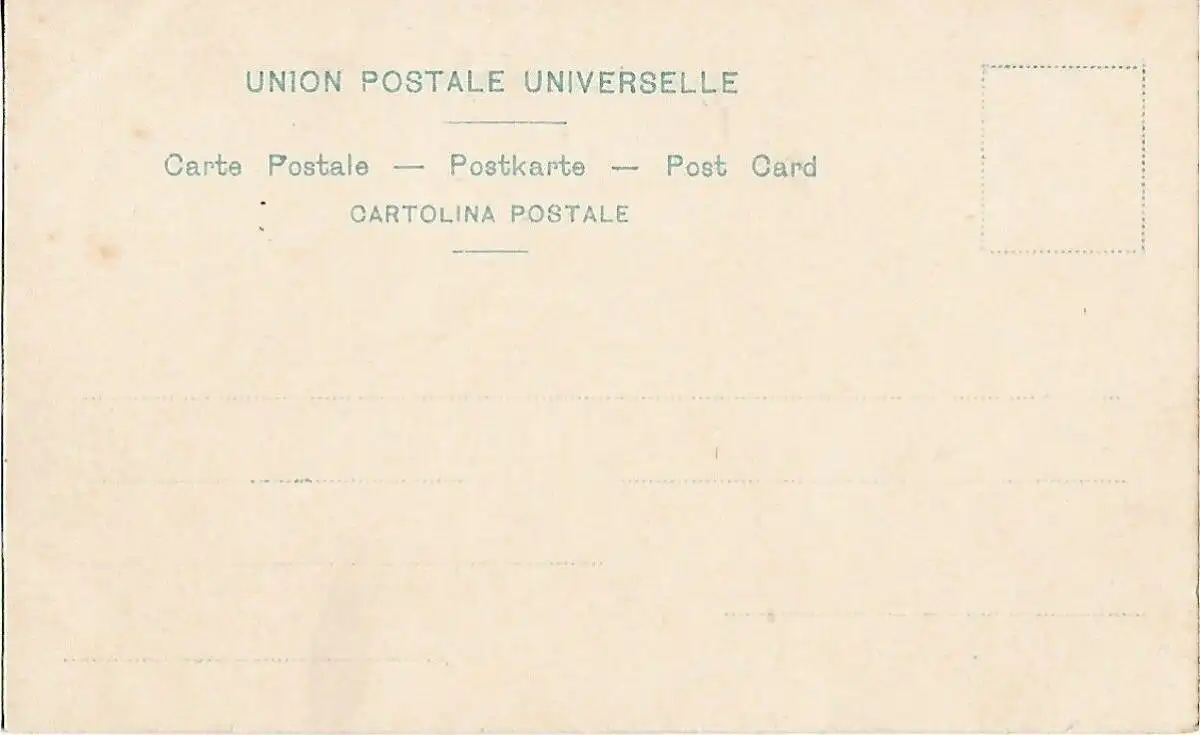 UNION POSTALE UNIVERSELLE
Carte Postale — Postkarte — Post Card
CARTOLINA POSTALE